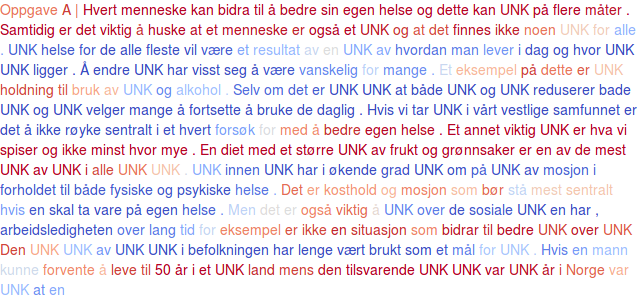 Oppgave A | Hvert menneske kan bidra til å bedre sin egen helse og dette kan UNK på flere måter .
Samtidig er det viktig å huske at et menneske er også et UNK og at det finnes ikke noen UNK for alle
. UNK helse for de alle fleste vil være et resultat av en UNK av hvordan man lever i dag og hvor UNK
UNK ligger . Å endre UNK har visst seg å være vanskelig for mange . Et eksempel på dette er UNK
holdning til bruk av UNK og alkohol . Selv om det er UNK UNK at både UNK og UNK reduserer bade
UNK og UNK velger mange å fortsette å bruke de daglig . Hvis vi tar UNK i vårt vestlige samfunnet er
det å ikke røyke sentralt i et hvert forsøk for med å bedre egen helse . Et annet viktig UNK er hva vi
spiser og ikke minst hvor mye . En diet med et større UNK av frukt og grønnsaker er en av de mest
UNK av UNK i alle UNK UNK . UNK innen UNK har i økende grad UNK om på UNK av mosjon i
forholdet til både fysiske og psykiske helse . Det er kosthold og mosjon som bør stå mest sentralt
hvis en skal ta vare på egen helse . Men det er også viktig å UNK over de sosiale UNK en har ,
arbeidsledigheten over lang tid for eksempel er ikke en situasjon som bidrar til bedre UNK over UNK
Den UNK UNK av UNK UNK i befolkningen har lenge vært brukt som et mål for UNK . Hvis en mann
kunne forvente å leve til 50 år i et UNK land mens den tilsvarende UNK UNK var UNK år i Norge var
UNK at en